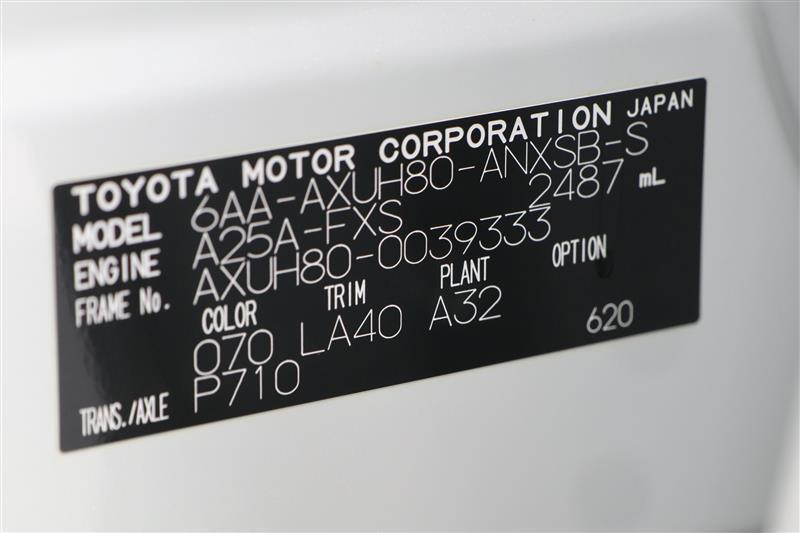 TOYOTA MOTOR CORPORATION JAPAN
MODEL 6AA-AXUH80-ANXSB-S
ENGINE A25A-FXS 2487 mL
FRAME No. AXUH80-0039333
COLOR TRIM PLANT OPTION
070 LA40 A32 620
TRANS./AXLE P710